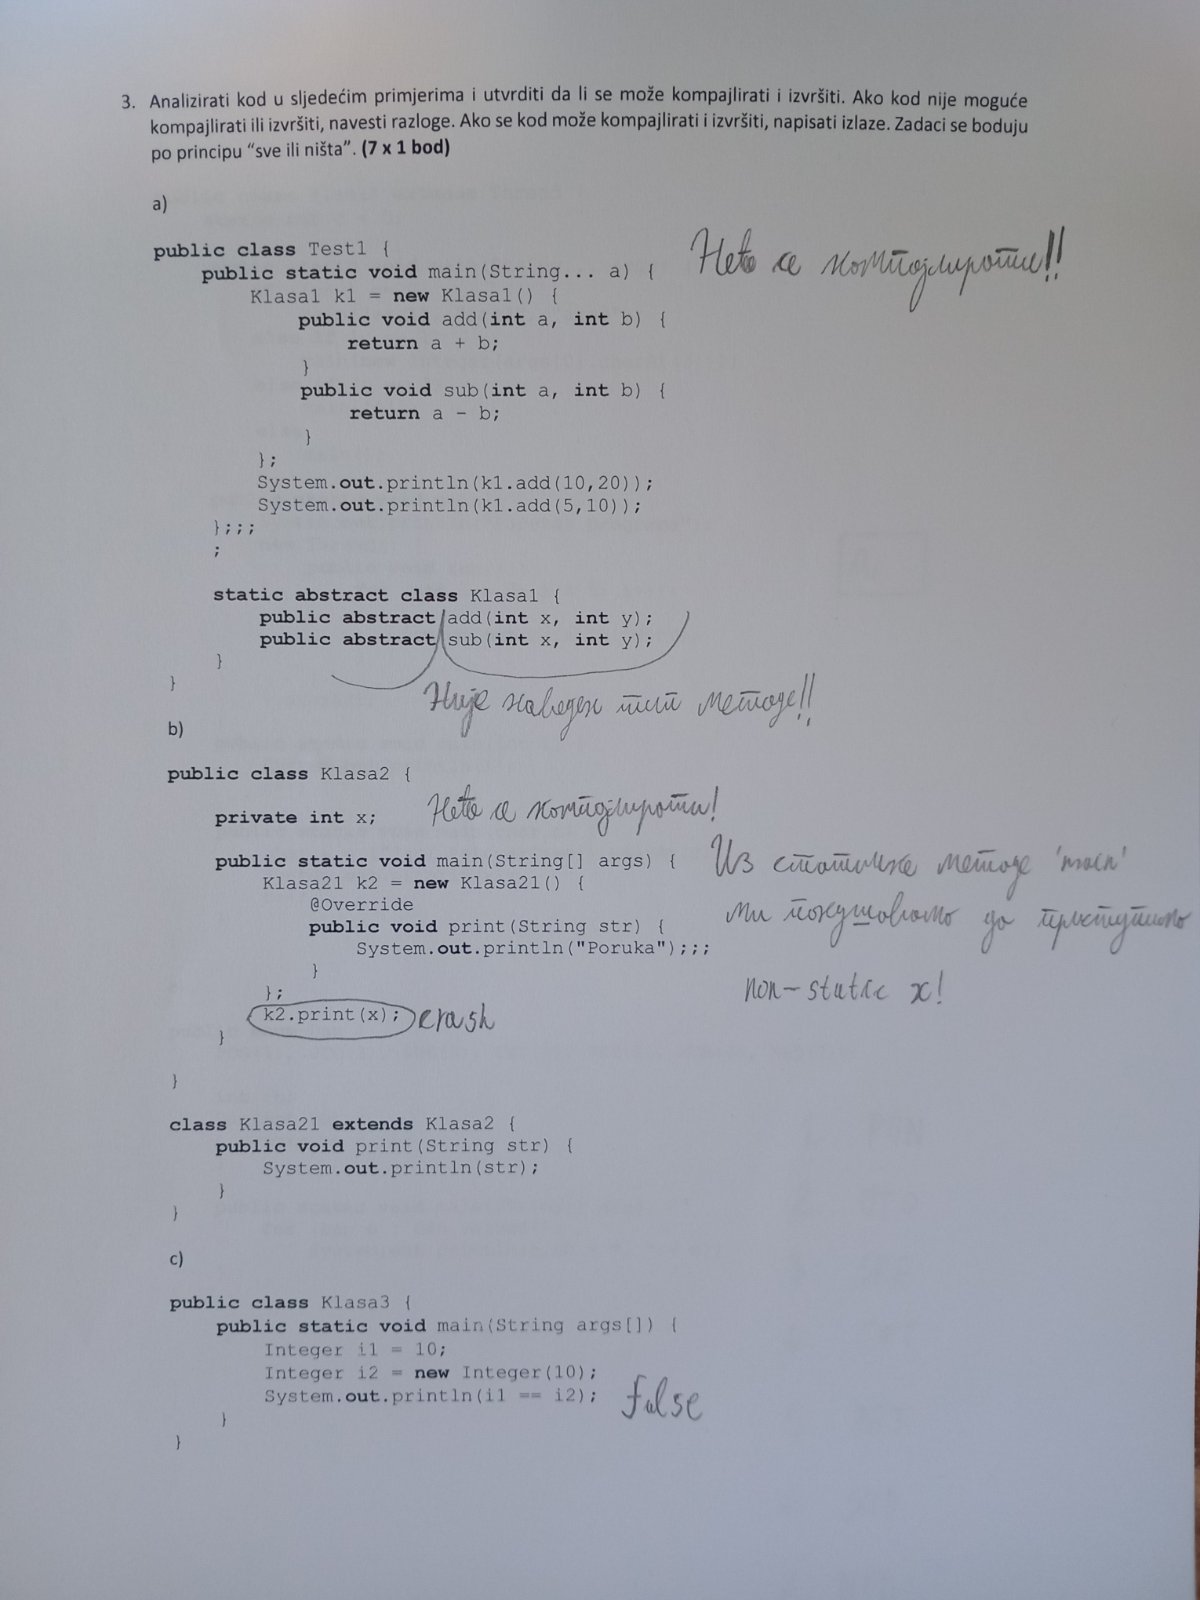 3. Analizirati kod u sljedećim primjerima i utvrditi da li se može kompajlirati i izvršiti. Ako kod nije moguće
kompajlirati ili izvršiti, navesti razloge. Ako se kod može kompajlirati i izvršiti, napisati izlaze. Zadaci se boduju
po principu “sve ili ništa”. (7 x 1 bod)
a)
public class Test1 {
Неће се компајлирати!!
public static void main(String... a) {
Klasa1 k1 = new Klasa1() {
public void add(int a, int b) {
return a + b;
}
public void sub(int a, int b) {
return a - b;
}
};
System.out.println(k1.add(10,20));
System.out.println(k1.add(5,10));
};;;
;
static abstract class Klasa1 {
public abstract add(int x, int y);
public abstract sub(int x, int y);
}
}
Није наведен тип методе!!
b)
public class Klasa2 {
private int x;
Неће се компајлирати!
public static void main(String[] args) {
Из статичке методе 'main'
Klasa21 k2 = new Klasa21() {
@Override
ми покушавамо да приступимо
public void print(String str) {
System.out.println("Poruka");;;
}
};
non-static x!
k2.print(x); crash
}
}
class Klasa21 extends Klasa2 {
public void print(String str) {
System.out.println(str);
}
}
c)
public class Klasa3 {
public static void main(String args[]) {
Integer i1 = 10;
Integer i2 = new Integer(10);
System.out.println(i1 == i2); false
}
}